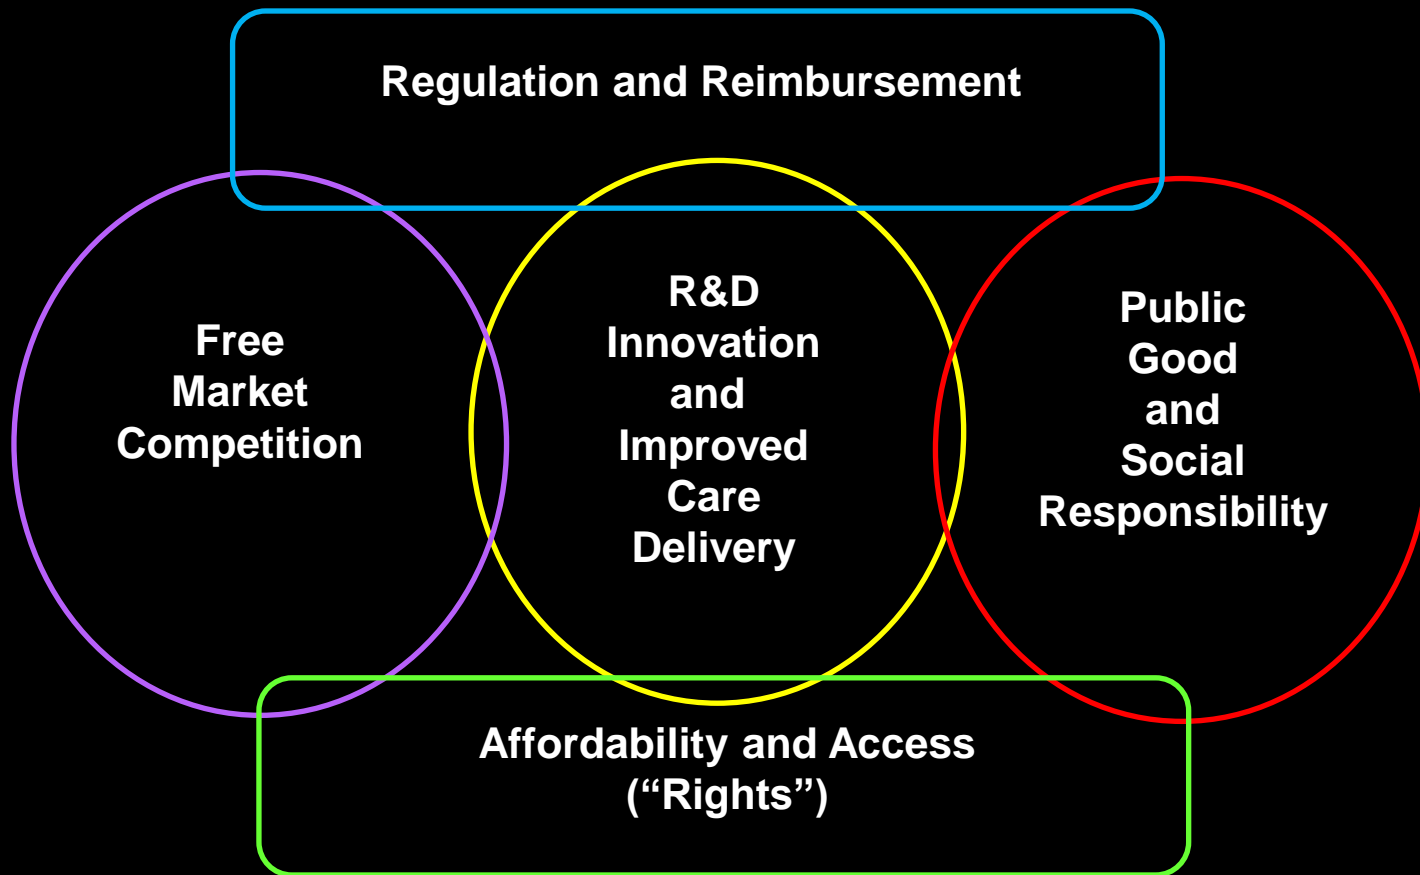 Regulation and Reimbursement
Free
Market
Competition
R&D
Innovation
and
Improved
Care
Delivery
Public
Good
and
Social
Responsibility
Affordability and Access
(“Rights”)